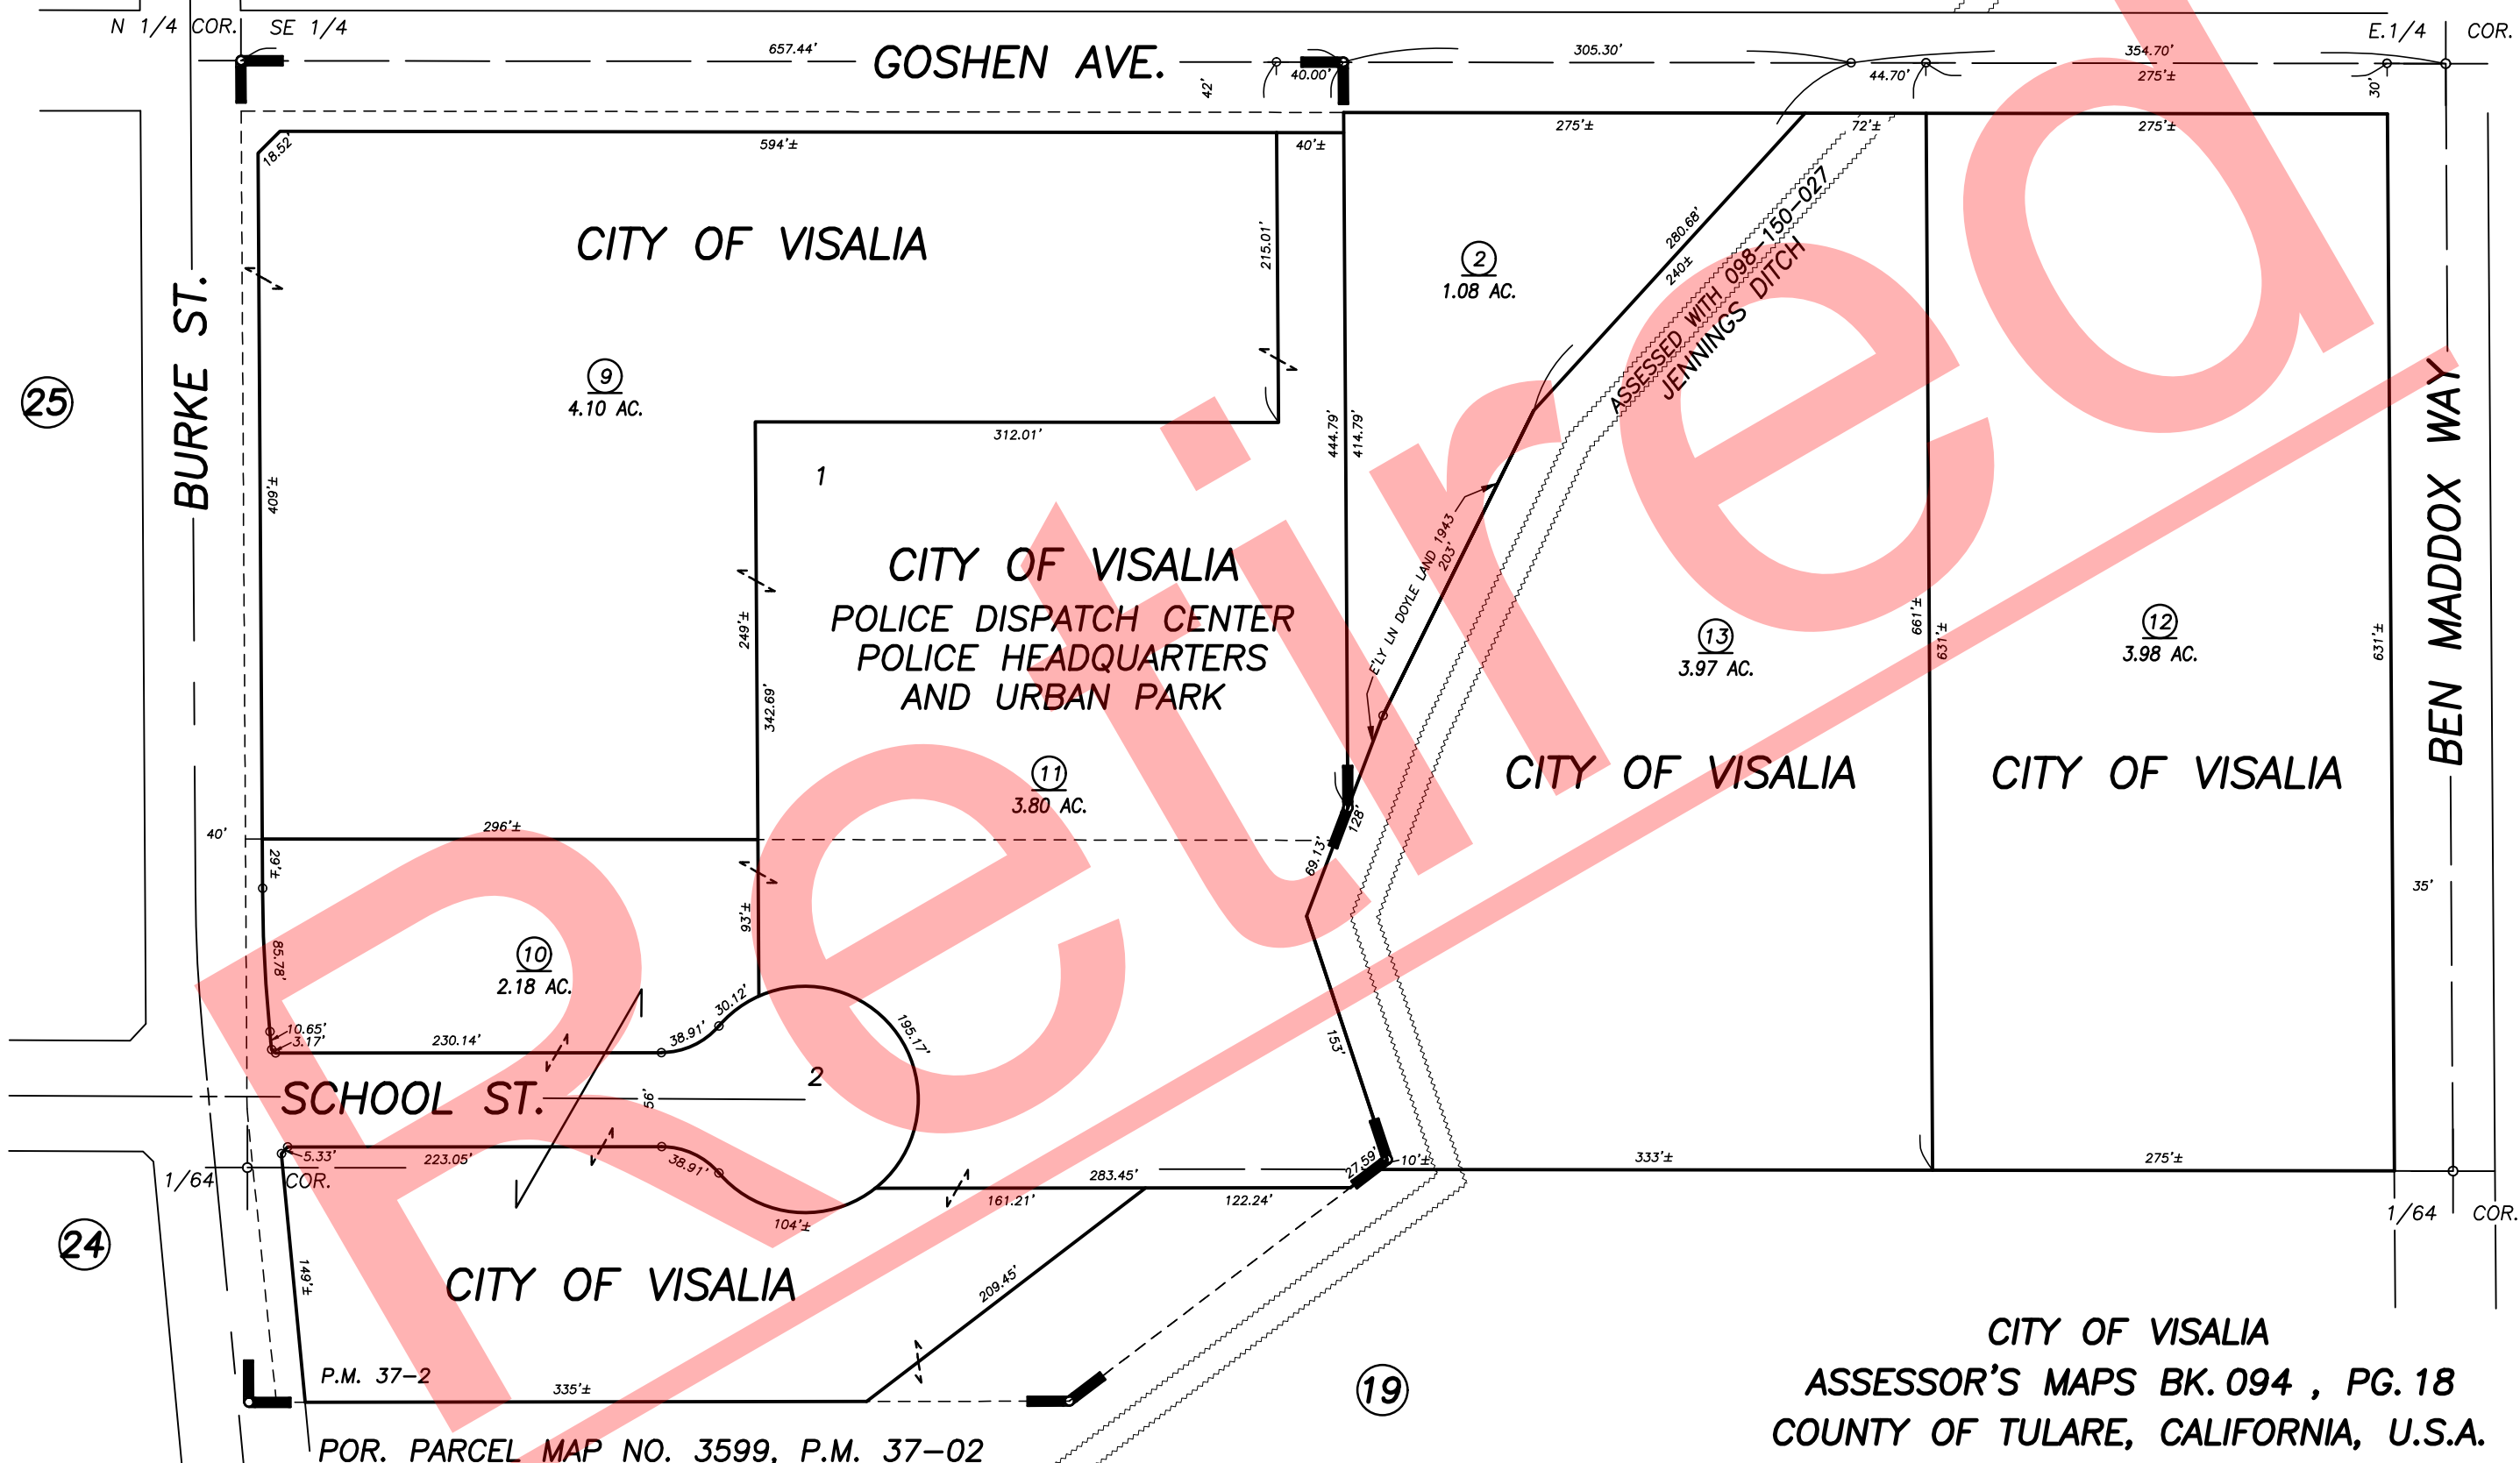 N 1/4 COR. SE 1/4
E.1/4 COR.
657.44'
GOSHEN AVE.
42'
40.00'
305.30'
44.70'
354.70'
275'±
30'
18.52'
594'±
40'±
275'±
72'±
275'±
CITY OF VISALIA
215.01'
280.68'
240±
ASSESSED WITH 098-150-027
JENNINGS DITCH
2
1.08 AC.
BURKE ST.
25
9
4.10 AC.
409'±
312.01'
444.79'
414.79'
1
E'LY LN DOYLE LAND 1943
203'
CITY OF VISALIA
POLICE DISPATCH CENTER
POLICE HEADQUARTERS
AND URBAN PARK
249'±
342.69'
11
3.80 AC.
661'±
631'±
13
3.97 AC.
12
3.98 AC.
631'±
BEN MADDOX WAY
CITY OF VISALIA
CITY OF VISALIA
40'
296'±
29'±
128'
69.13'
35'
93'±
85.78'
10
2.18 AC.
30.12'
38.91'
195.17'
10.65'
3.17'
230.14'
153'
2
SCHOOL ST.
56'
5.33'
223.05'
38.91'
1/64 COR.
283.45'
27.59'
10'±
333'±
275'±
161.21'
122.24'
104'±
1/64 COR.
24
149'±
CITY OF VISALIA
209.45'
P.M. 37-2
335'±
19
CITY OF VISALIA
ASSESSOR'S MAPS BK. 094 , PG. 18
COUNTY OF TULARE, CALIFORNIA, U.S.A.
POR. PARCEL MAP NO. 3599, P.M. 37-02
Retired